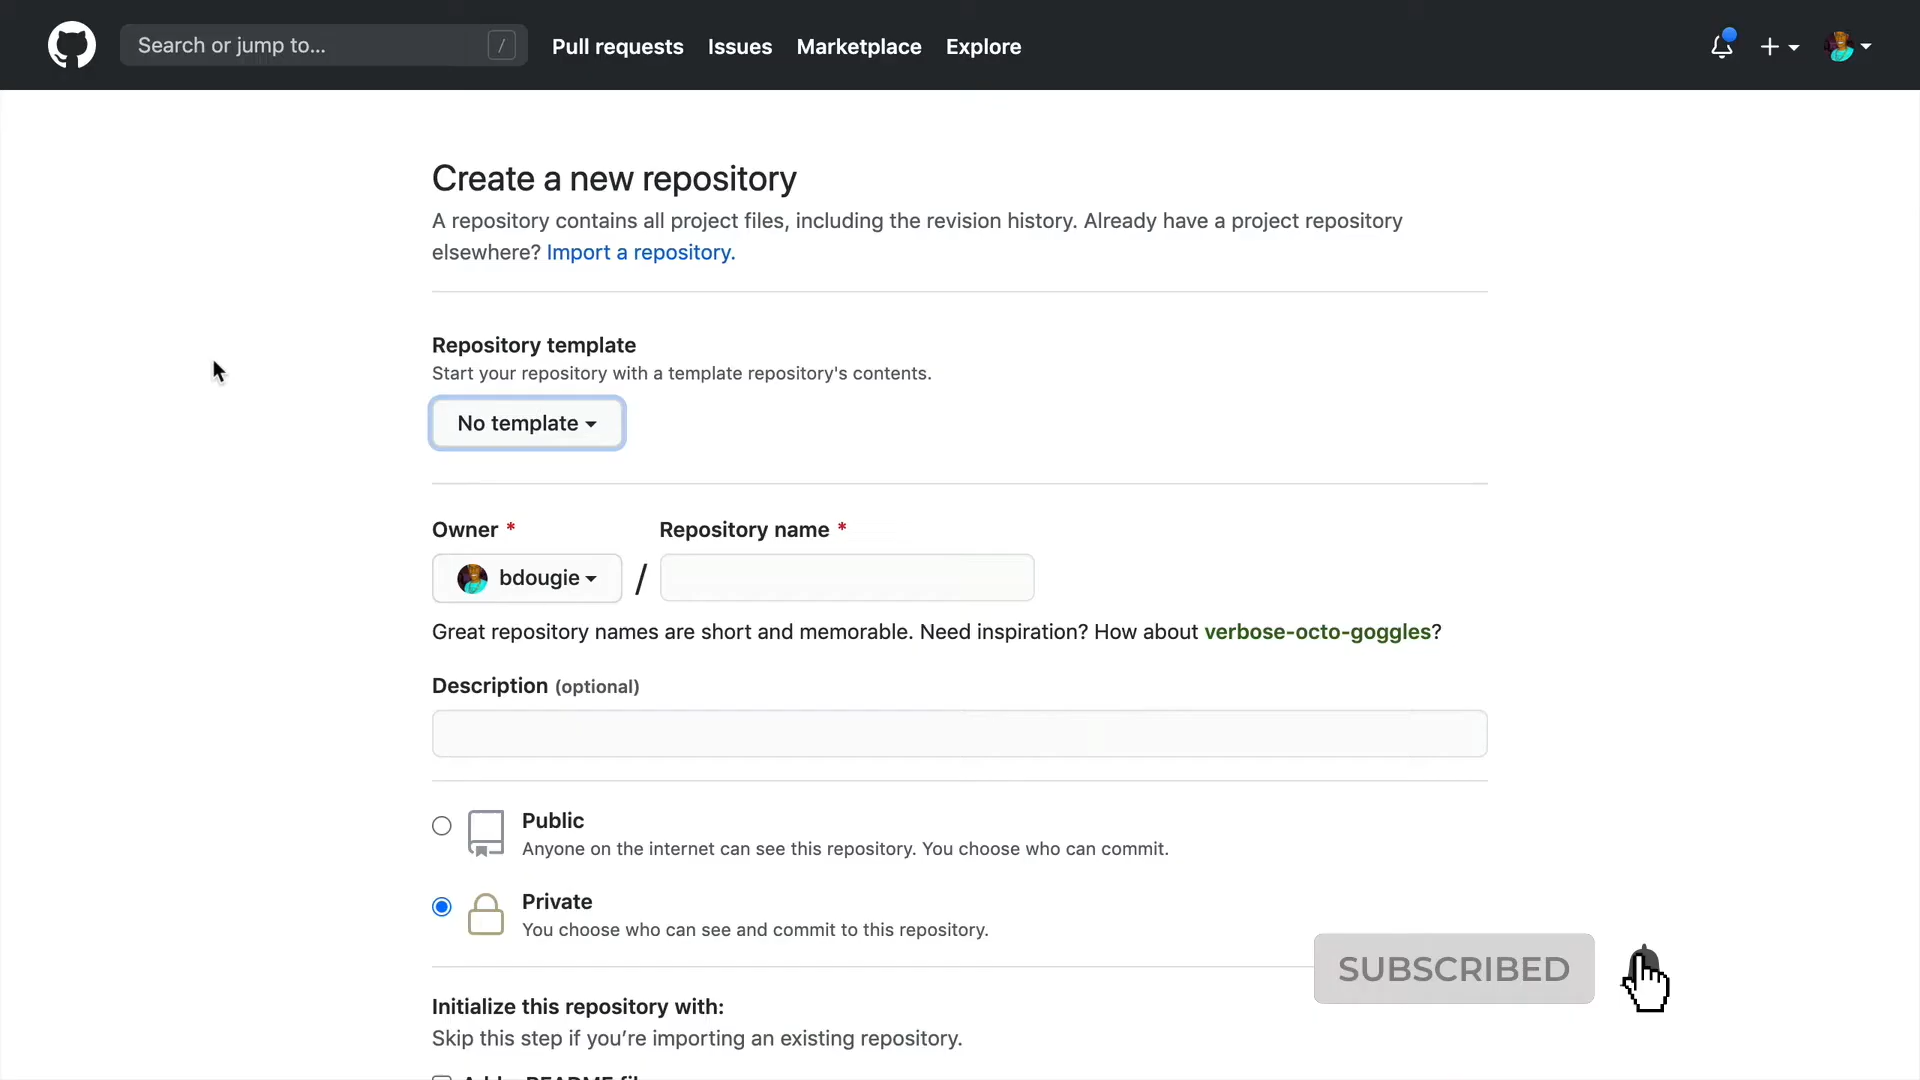 Search or jump to... /
Pull requests
Issues
Marketplace
Explore
Create a new repository
A repository contains all project files, including the revision history. Already have a project repository
elsewhere? Import a repository.
Repository template
Start your repository with a template repository's contents.
No template
Owner *
Repository name *
bdougie
/
Great repository names are short and memorable. Need inspiration? How about verbose-octo-goggles?
Description (optional)
Public
Anyone on the internet can see this repository. You choose who can commit.
Private
You choose who can see and commit to this repository.
SUBSCRIBED
Initialize this repository with:
Skip this step if you’re importing an existing repository.